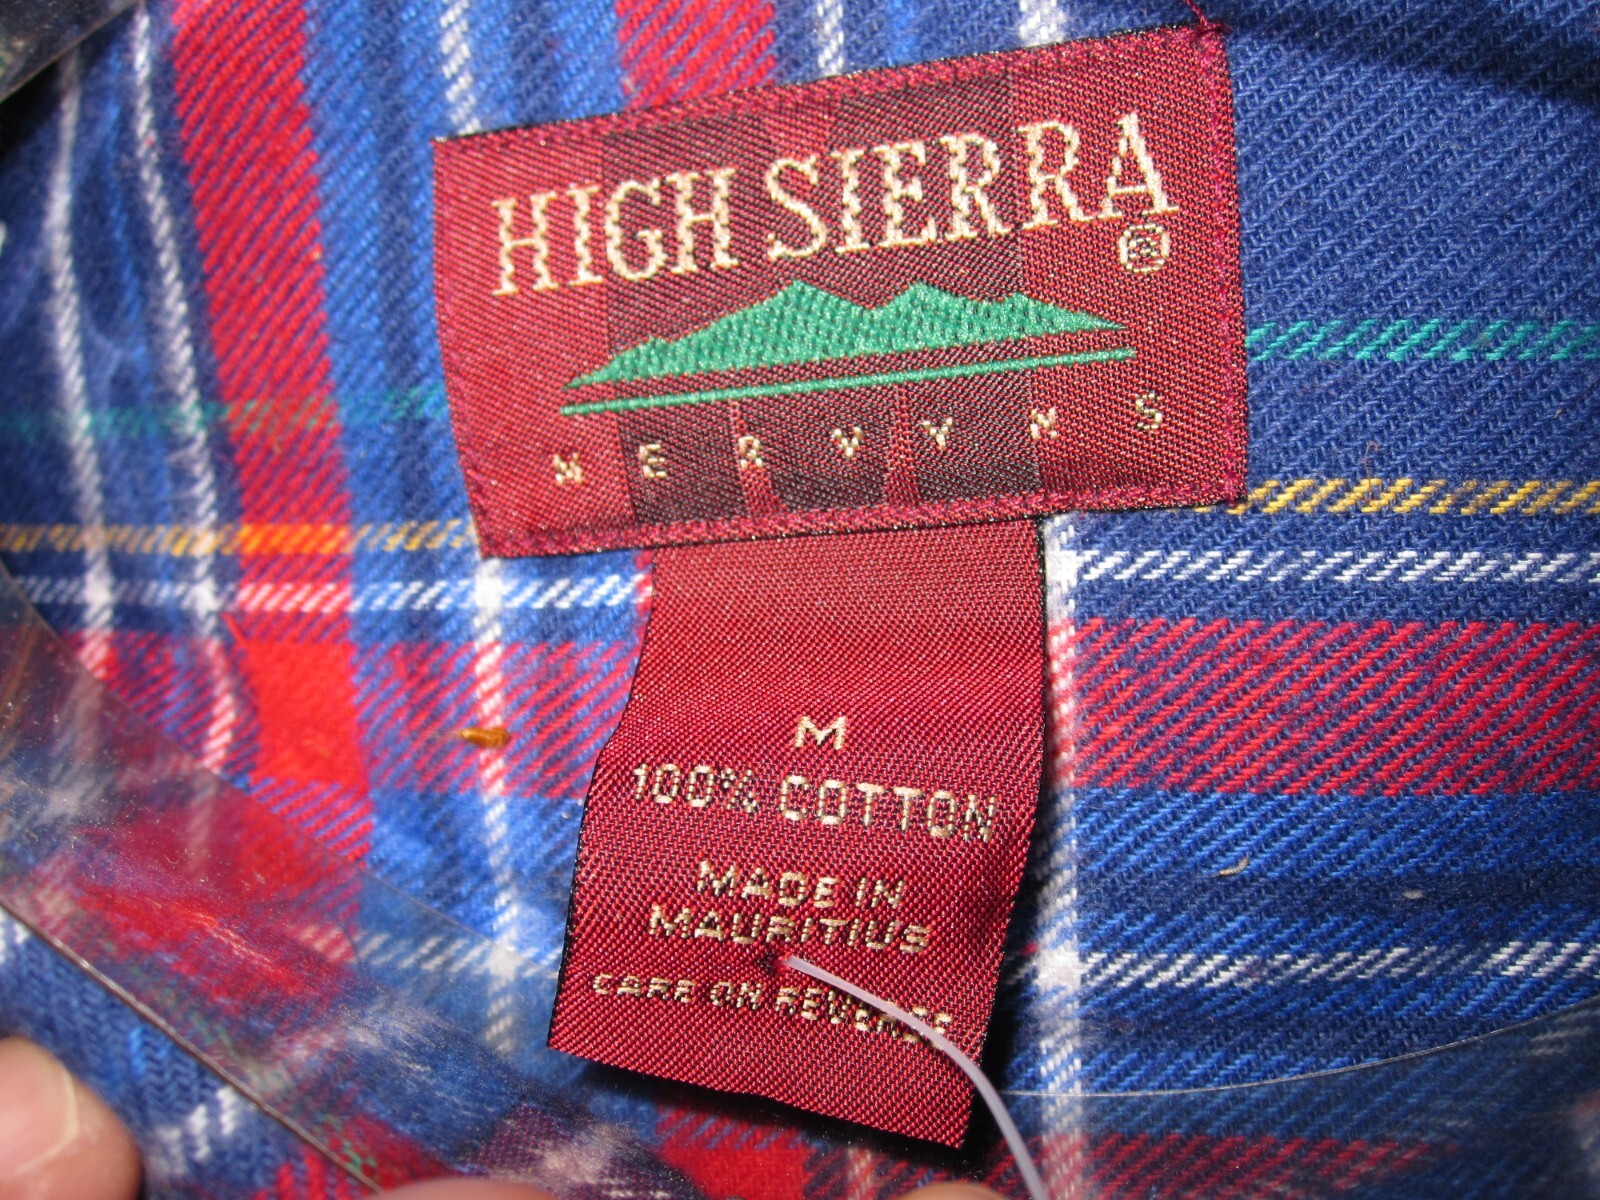 HIGH SIERRA®
MERVYNS
M
100% COTTON
MADE IN
MAURITIUS
CARE ON REVERSE